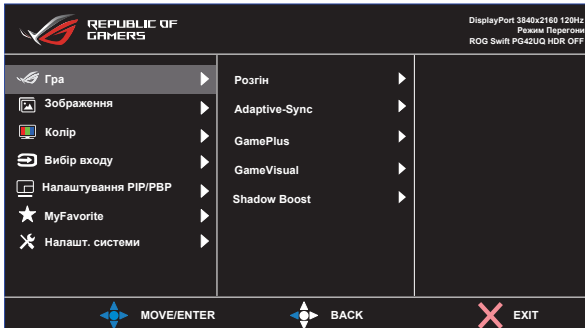 REPUBLIC OF
GAMERS
DisplayPort 3840x2160 120Hz
Режим Перегони
ROG Swift PG42UQ HDR OFF
Гра
Зображення
Колір
Вибір входу
Налаштування PIP/PBP
MyFavorite
Налашт. системи
Розгін
Adaptive-Sync
GamePlus
GameVisual
Shadow Boost
MOVE/ENTER
BACK
EXIT